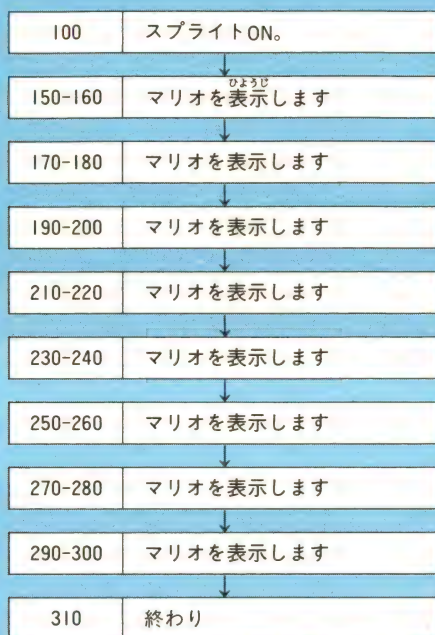 100 スプライトON。
ひょうじ
150-160 マリオを表示します
170-180 マリオを表示します
190-200 マリオを表示します
210-220 マリオを表示します
230-240 マリオを表示します
250-260 マリオを表示します
270-280 マリオを表示します
290-300 マリオを表示します
310 終わり